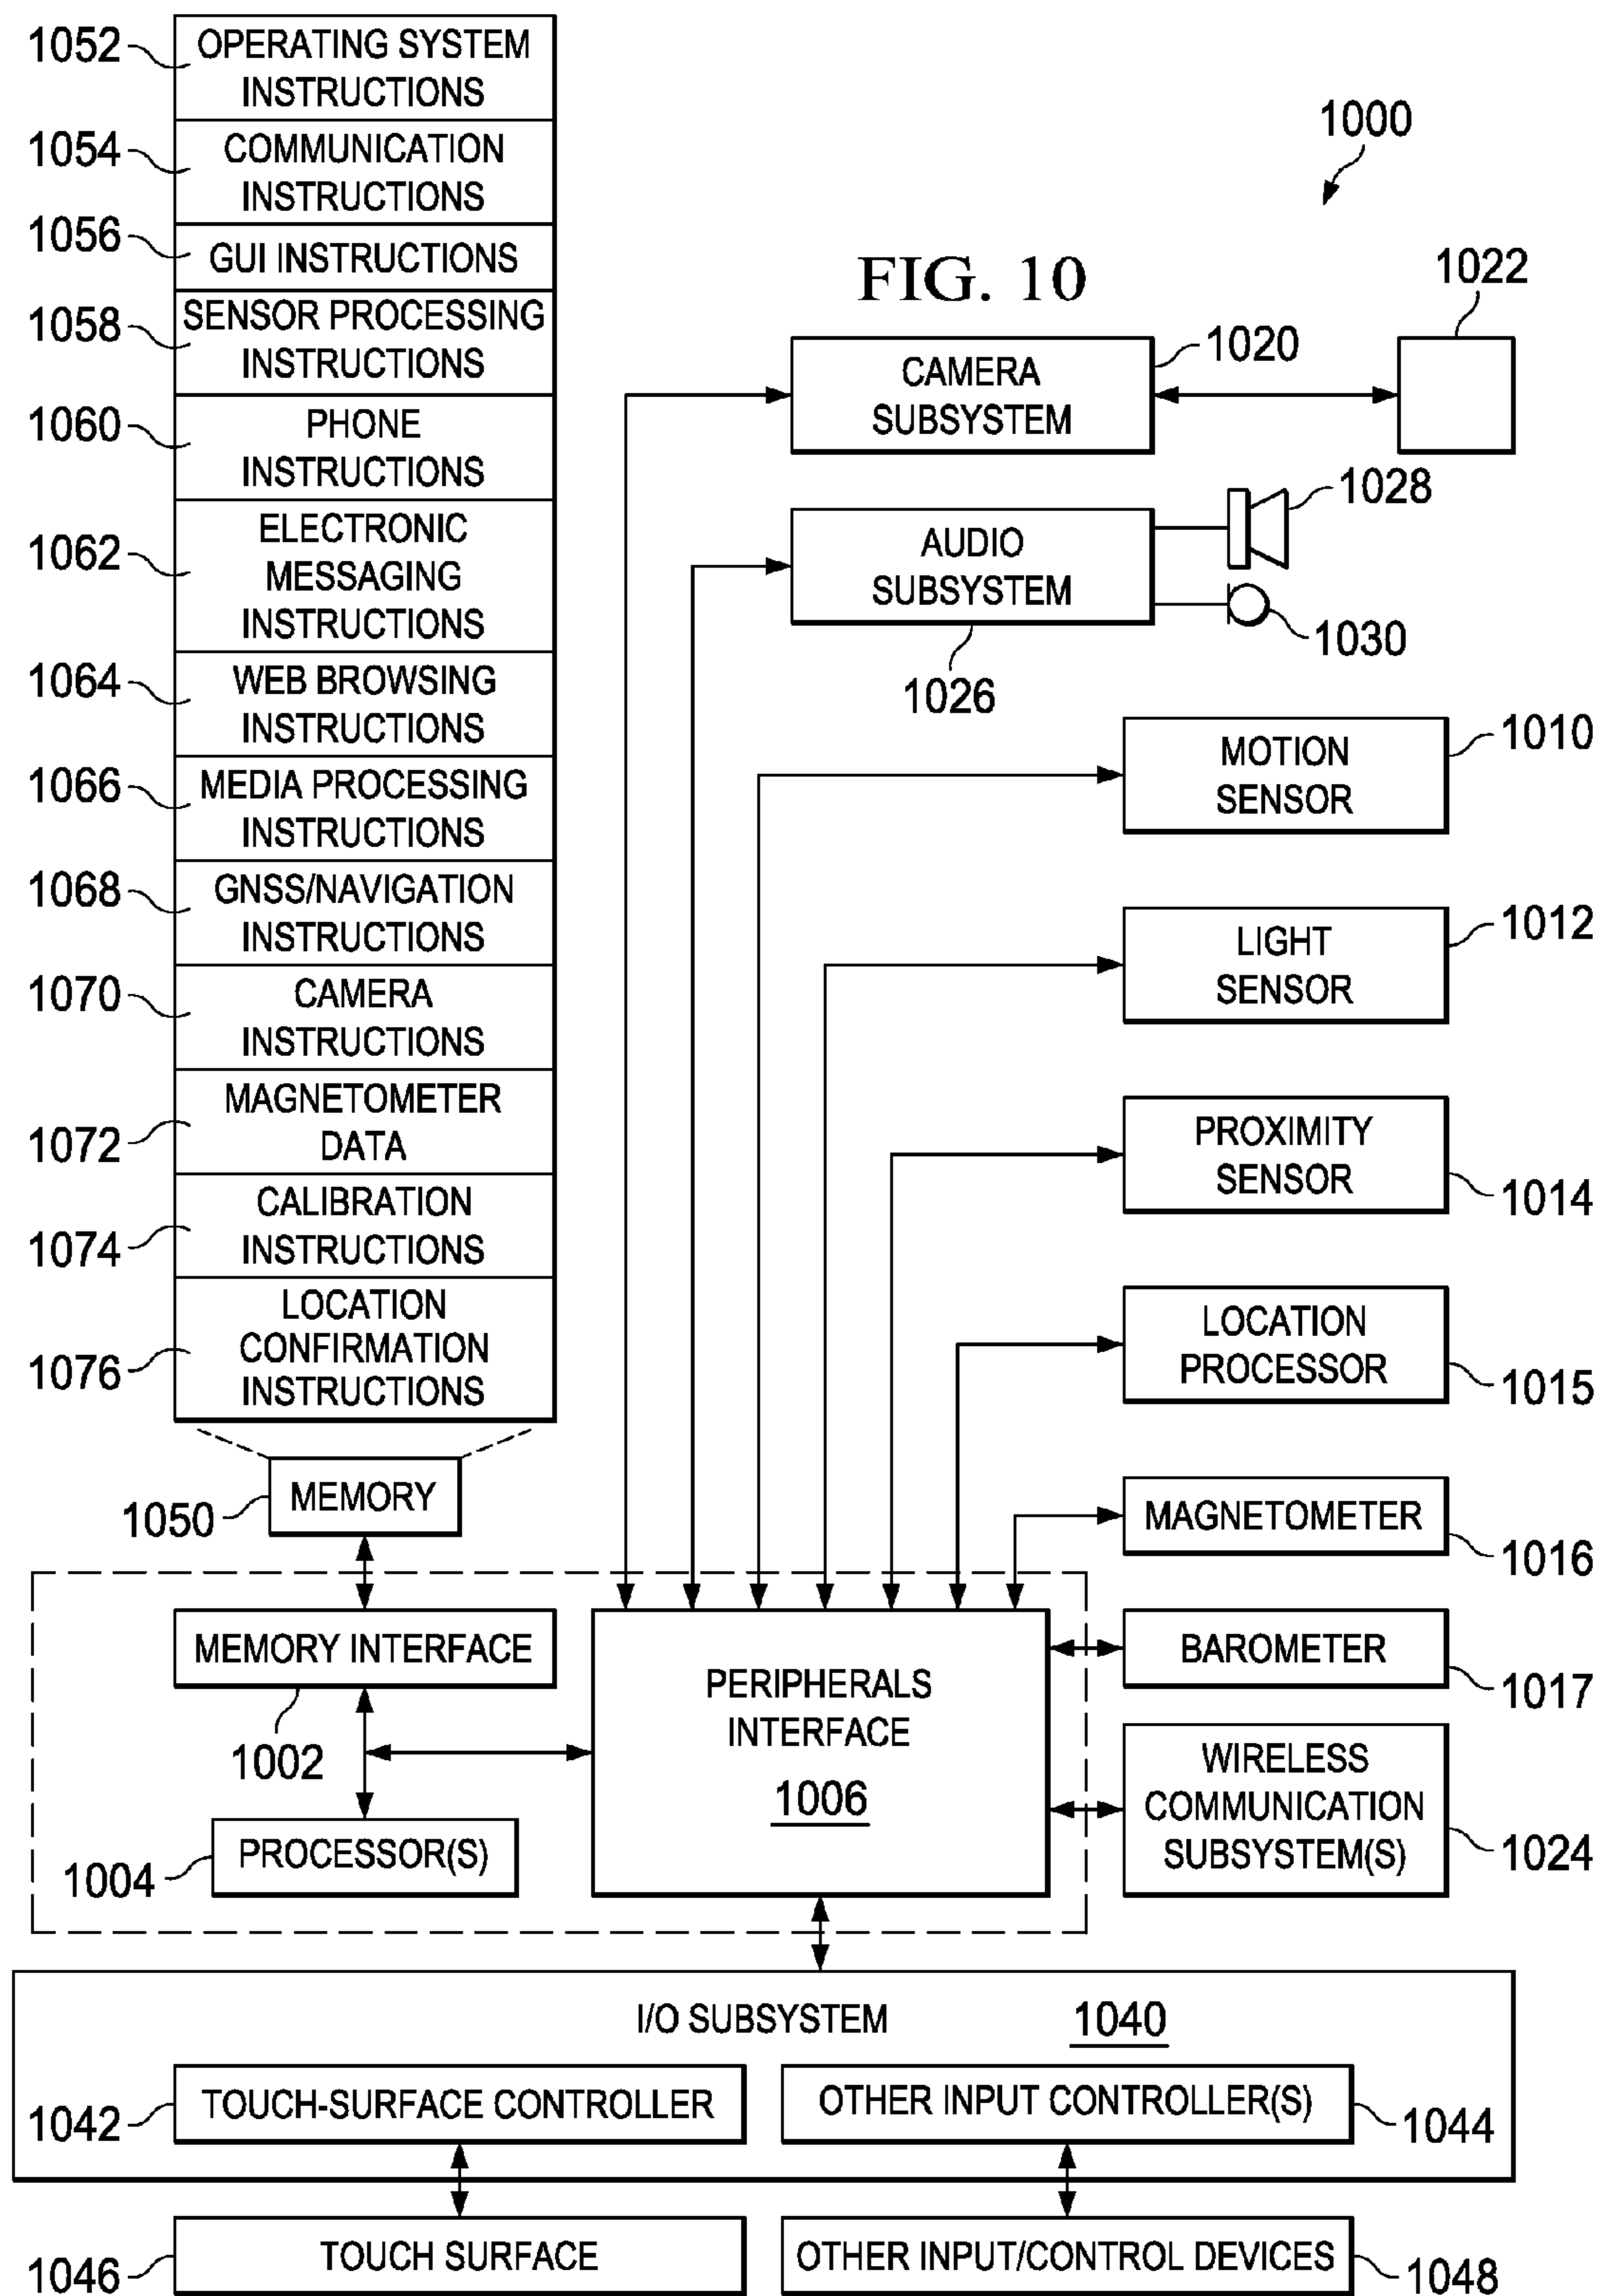 1052
OPERATING SYSTEM
INSTRUCTIONS
1054
COMMUNICATION
INSTRUCTIONS
1056
GUI INSTRUCTIONS
1058
SENSOR PROCESSING
INSTRUCTIONS
1060
PHONE
INSTRUCTIONS
1062
ELECTRONIC
MESSAGING
INSTRUCTIONS
1064
WEB BROWSING
INSTRUCTIONS
1066
MEDIA PROCESSING
INSTRUCTIONS
1068
GNSS/NAVIGATION
INSTRUCTIONS
1070
CAMERA
INSTRUCTIONS
1072
MAGNETOMETER
DATA
1074
CALIBRATION
INSTRUCTIONS
1076
LOCATION
CONFIRMATION
INSTRUCTIONS
MEMORY
1050
1000
FIG. 10
1022
CAMERA
SUBSYSTEM
1020
AUDIO
SUBSYSTEM
1026
1028
1030
MOTION
SENSOR
1010
LIGHT
SENSOR
1012
PROXIMITY
SENSOR
1014
LOCATION
PROCESSOR
1015
MAGNETOMETER
1016
BAROMETER
1017
WIRELESS
COMMUNICATION
SUBSYSTEM(S)
1024
MEMORY INTERFACE
1002
PROCESSOR(S)
1004
PERIPHERALS
INTERFACE
1006
I/O SUBSYSTEM 1040
TOUCH-SURFACE CONTROLLER
1042
OTHER INPUT CONTROLLER(S)
1044
TOUCH SURFACE
1046
OTHER INPUT/CONTROL DEVICES
1048